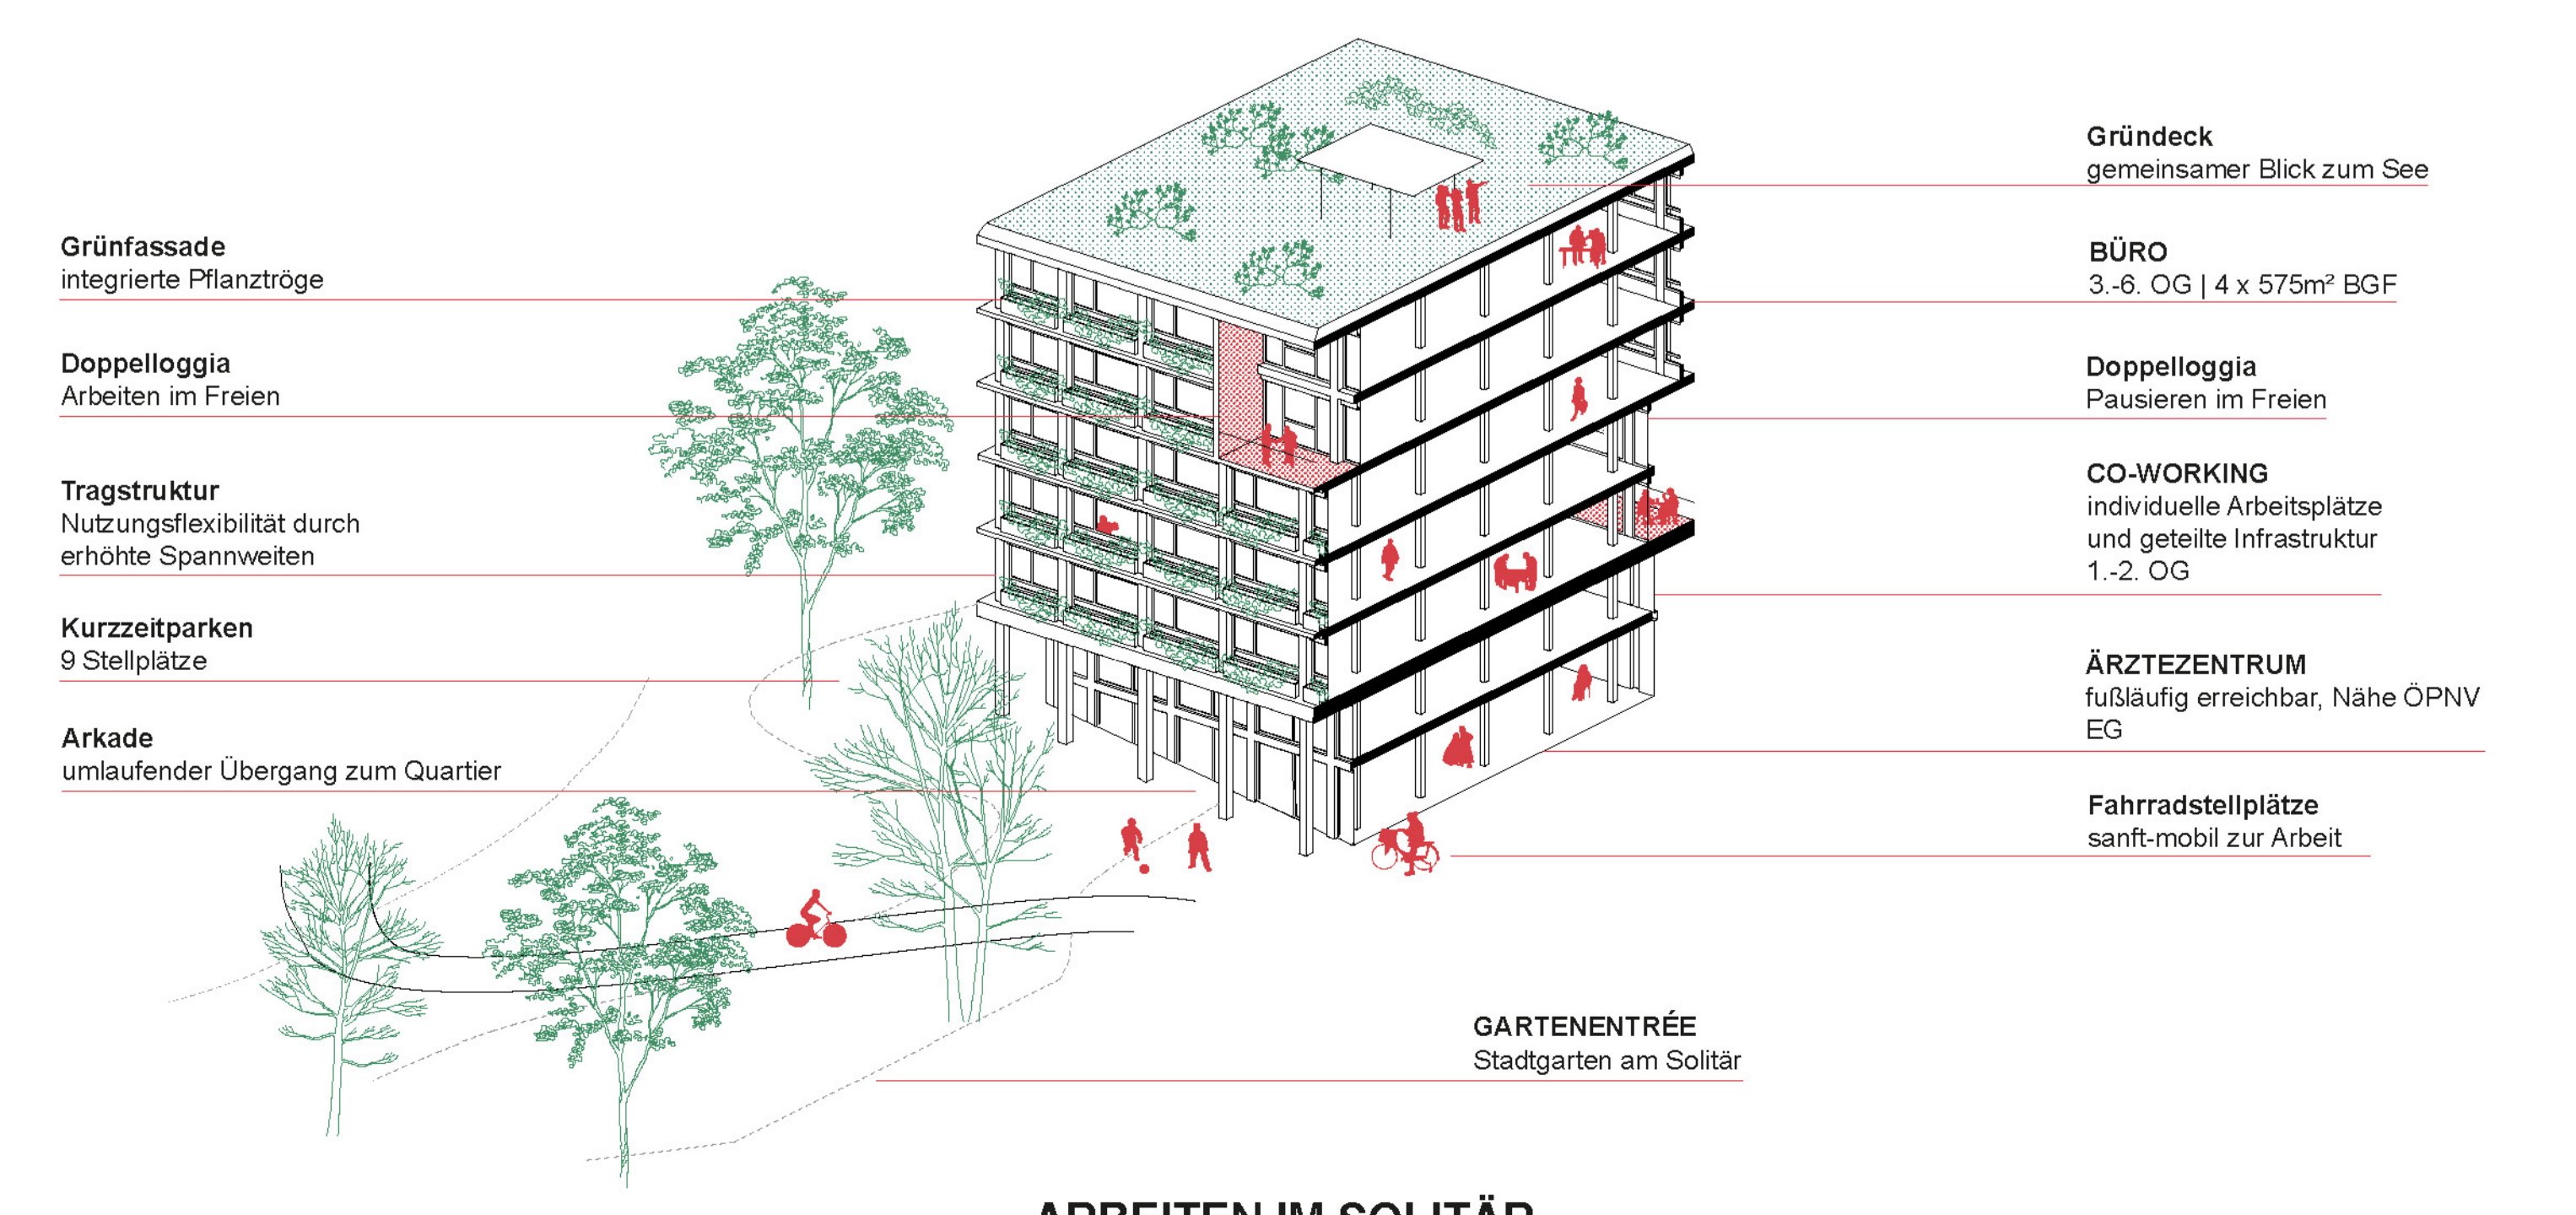 Grünfassade
integrierte Pflanztröge
Doppelloggia
Arbeiten im Freien
Tragstruktur
Nutzungsflexibilität durch
erhöhte Spannweiten
Kurzzeitparken
9 Stellplätze
Arkade
umlaufender Übergang zum Quartier
Gründeck
gemeinsamer Blick zum See
BÜRO
3.-6. OG | 4 x 575m² BGF
Doppelloggia
Pausieren im Freien
CO-WORKING
individuelle Arbeitsplätze
und geteilte Infrastruktur
1.-2. OG
ÄRZTEZENTRUM
fußläufig erreichbar, Nähe ÖPNV
EG
Fahrradstellplätze
sanft-mobil zur Arbeit
GARTENENTRÉE
Stadtgarten am Solitär
ARBEITEN IM SOLITÄR